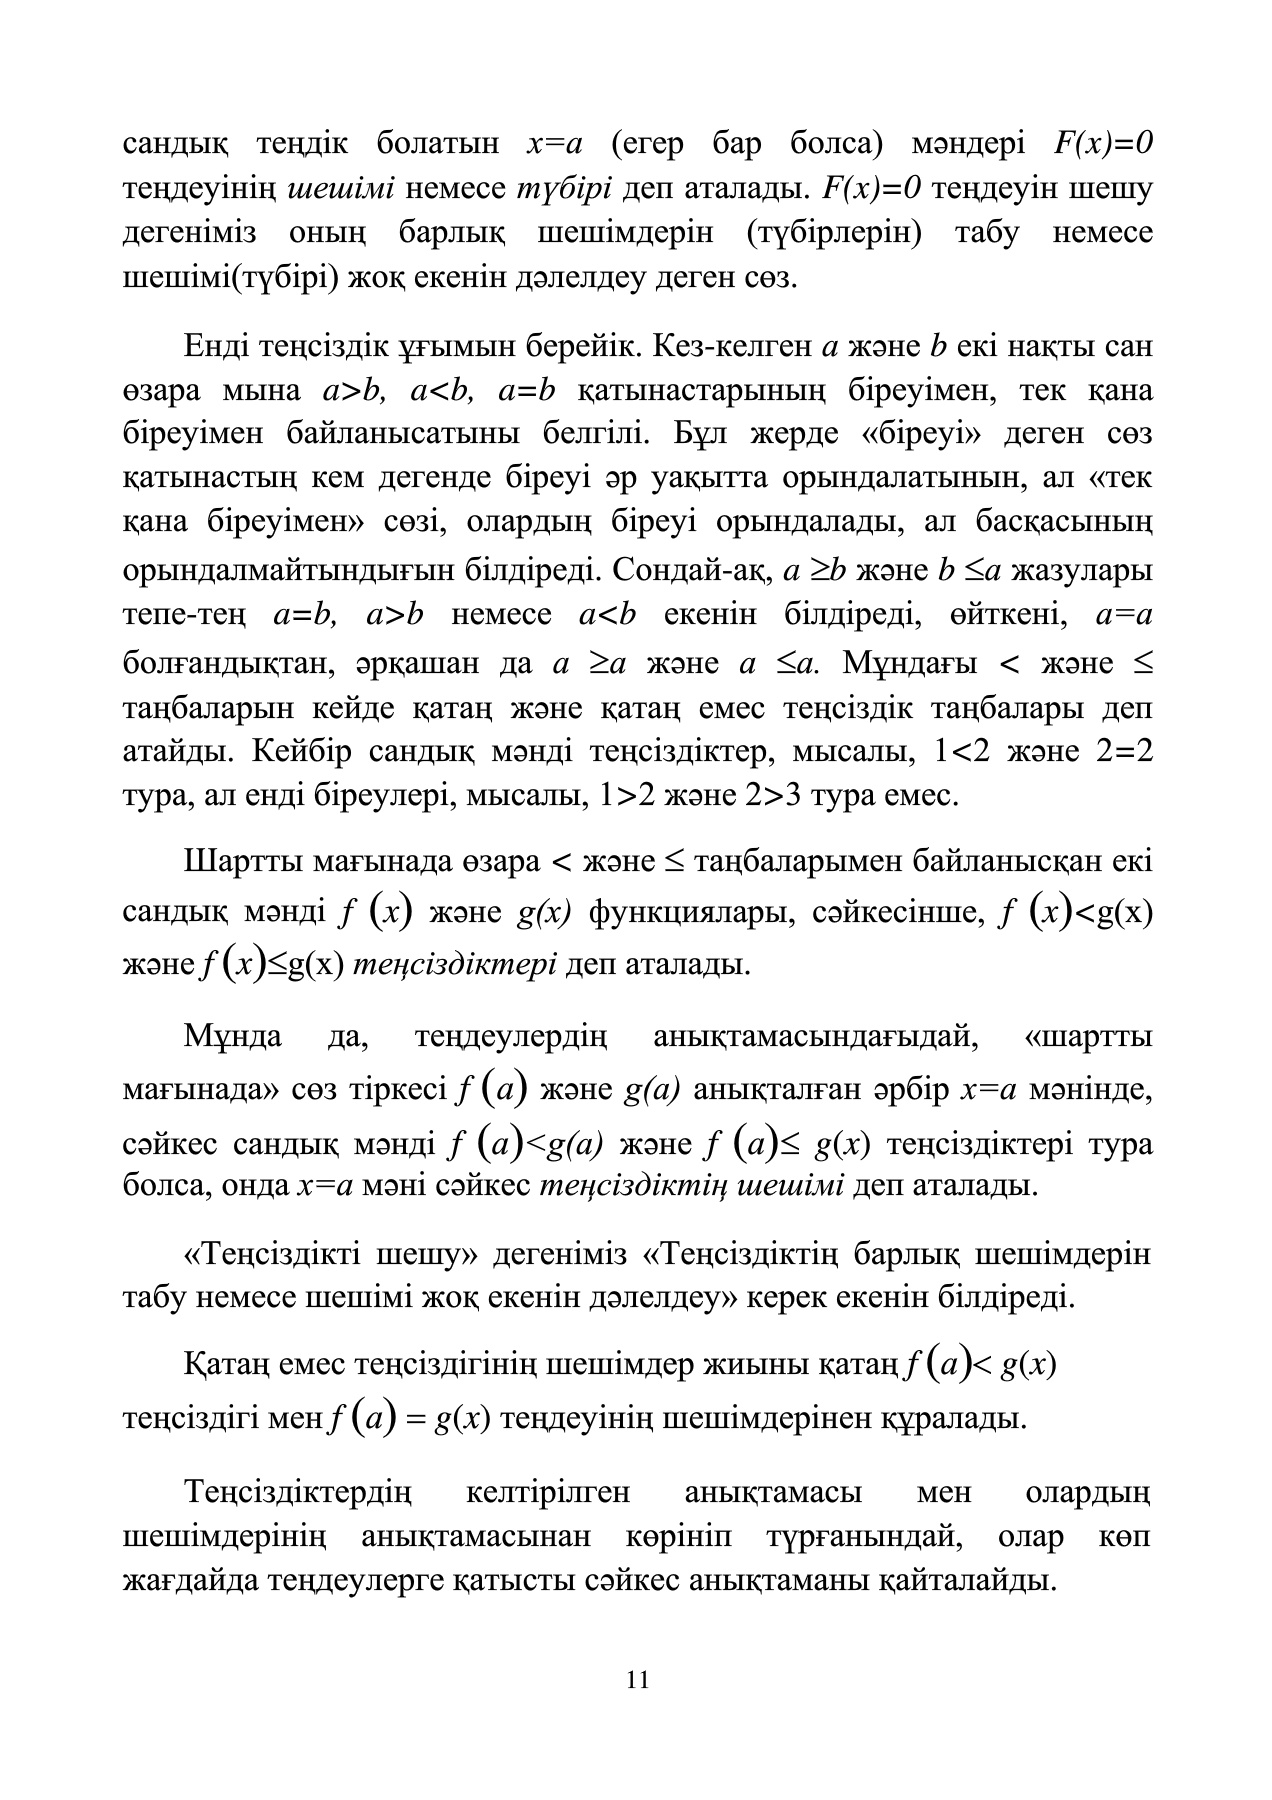 сандық теңдік болатын x=a (егер бар болса) мәндері F(x)=0
теңдеуінің шешімі немесе түбірі деп аталады. F(x)=0 теңдеуін шешу
дегеніміз оның барлық шешімдерін (түбірлерін) табу немесе
шешімі(түбірі) жоқ екенін дәлелдеу деген сөз.
Енді теңсіздік ұғымын берейік. Кез-келген a және b екі нақты сан
өзара мына a>b, a<b, a=b қатынастарының біреуімен, тек қана
біреуімен байланысатыны белгілі. Бұл жерде «біреуі» деген сөз
қатынастың кем дегенде біреуі әр уақытта орындалатынын, ал «тек
қана біреуімен» сөзі, олардың біреуі орындалады, ал басқасының
орындалмайтындығын білдіреді. Сондай-ақ, a ≥b және b ≤a жазулары
тепе-тең a=b, a>b немесе a<b екенін білдіреді, өйткені, a=a
болғандықтан, әрқашан да a ≥a және a ≤a. Мұндағы < және ≤
таңбаларын кейде қатаң және қатаң емес теңсіздік таңбалары деп
атайды. Кейбір сандық мәнді теңсіздіктер, мысалы, 1<2 және 2=2
тура, ал енді біреулері, мысалы, 1>2 және 2>3 тура емес.
Шартты мағынада өзара < және ≤ таңбаларымен байланысқан екі
сандық мәнді f (x) және g(x) функциялары, сәйкесінше, f (x)<g(x)
және f (x)≤g(x) теңсіздіктері деп аталады.
Мұнда да, теңдеулердің анықтамасындағыдай, «шартты
мағынада» сөз тіркесі f (a) және g(a) анықталған әрбір x=a мәнінде,
сәйкес сандық мәнді f (a)<g(a) және f (a)≤ g(x) теңсіздіктері тура
болса, онда x=a мәні сәйкес теңсіздіктің шешімі деп аталады.
«Теңсіздікті шешу» дегеніміз «Теңсіздіктің барлық шешімдерін
табу немесе шешімі жоқ екенін дәлелдеу» керек екенін білдіреді.
Қатаң емес теңсіздігінің шешімдер жиыны қатаң f (a)< g(x)
теңсіздігі мен f (a) = g(x) теңдеуінің шешімдерінен құралады.
Теңсіздіктердің келтірілген анықтамасы мен олардың
шешімдерінің анықтамасынан көрініп түрғанындай, олар көп
жағдайда теңдеулерге қатысты сәйкес анықтаманы қайталайды.
11